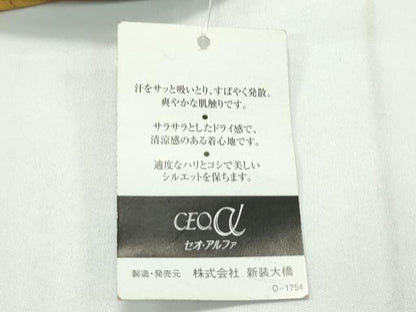 汗をサッと吸いとり、すばやく発散。
爽やかな肌触りです。
●
サラサラとしたドライ感で、
清涼感のある着心地です。
●
適度なハリとコシで美しい
シルエットを保ちます。
CEOα
セオ・アルファ
製造・発売元 株式会社 新装大橋
O-1754